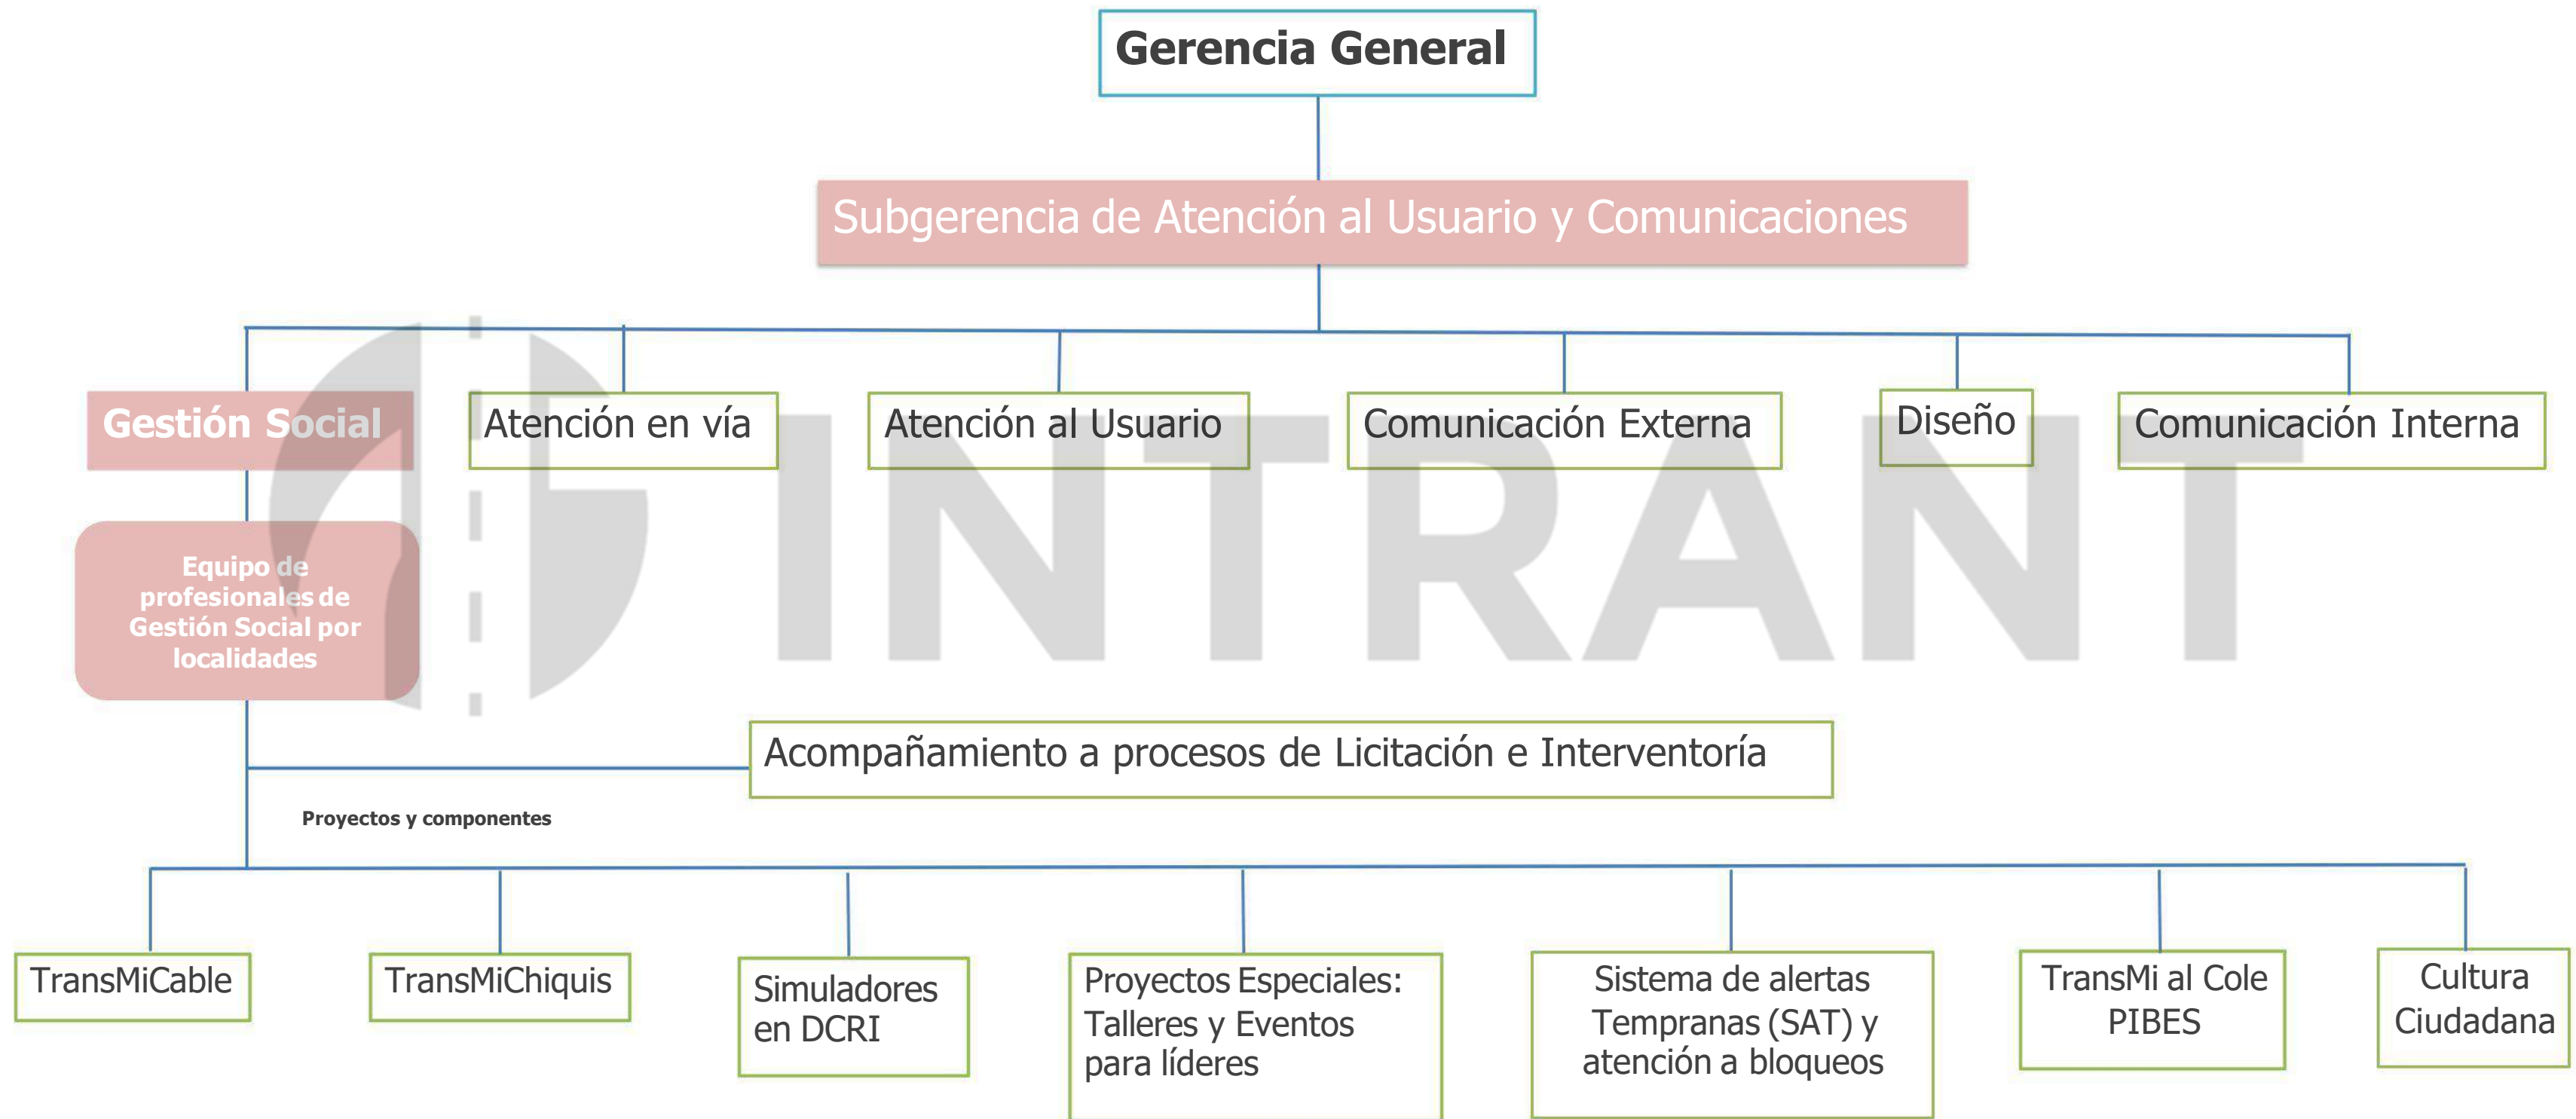 Gerencia General
Subgerencia de Atención al Usuario y Comunicaciones
Gestión Social
Atención en vía
Atención al Usuario
Comunicación Externa
Diseño
Comunicación Interna
INTRANT
Equipo de
profesionales de
Gestión Social por
localidades
Acompañamiento a procesos de Licitación e Interventoría
Proyectos y componentes
TransMiCable
TransMiChiquis
Simuladores
en DCRI
Proyectos Especiales:
Talleres y Eventos
para líderes
Sistema de alertas
Tempranas (SAT) y
atención a bloqueos
TransMi al Cole
PIBES
Cultura
Ciudadana